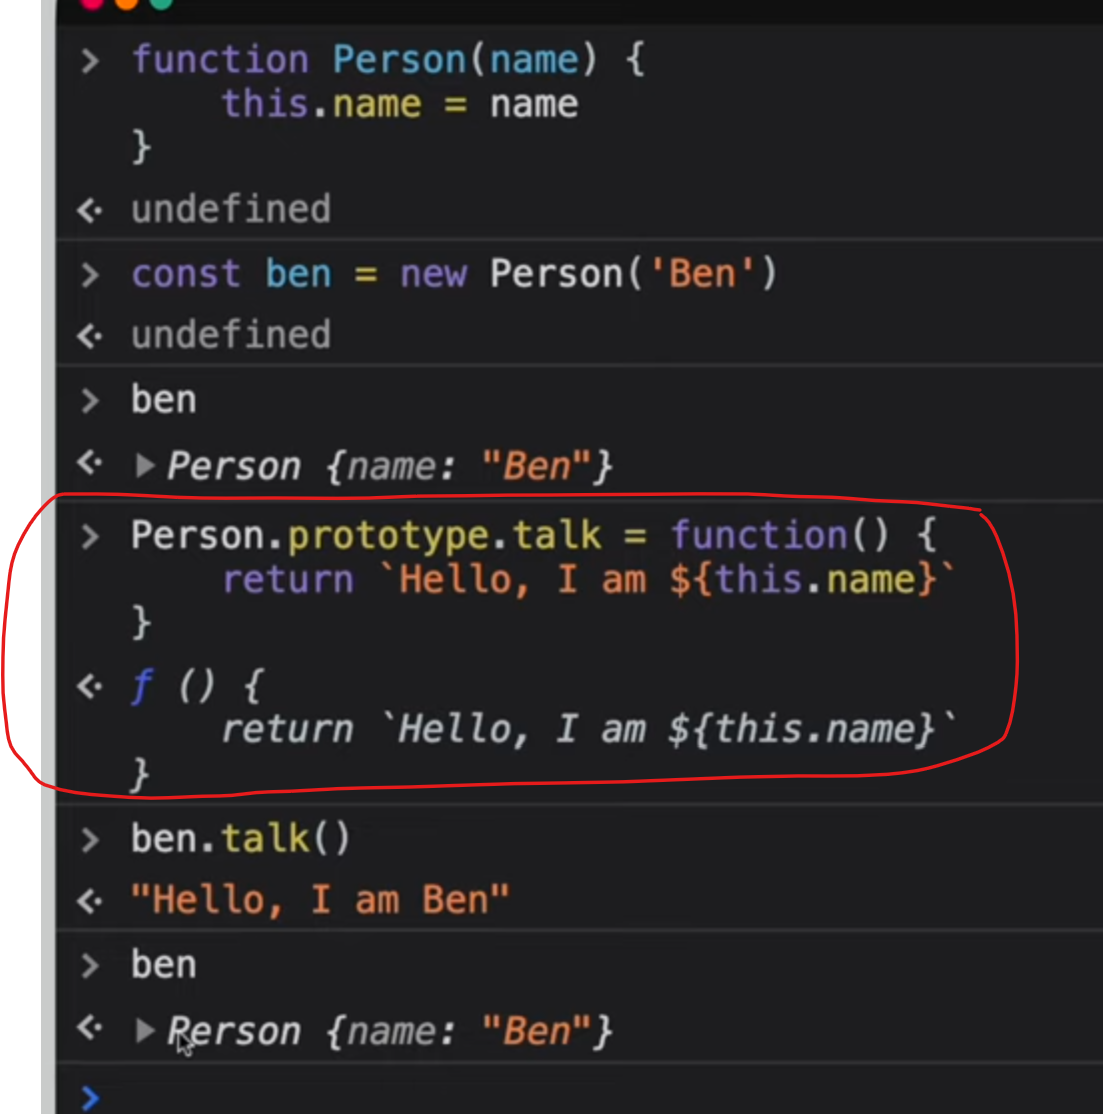 > function Person(name) {
this.name = name
}
undefined
> const ben = new Person('Ben')
undefined
> ben
Person {name: "Ben"}
> Person.prototype.talk = function() {
return `Hello, I am ${this.name}`
}
f () {
return `Hello, I am ${this.name}`
}
> ben.talk()
"Hello, I am Ben"
> ben
Person {name: "Ben"}
>